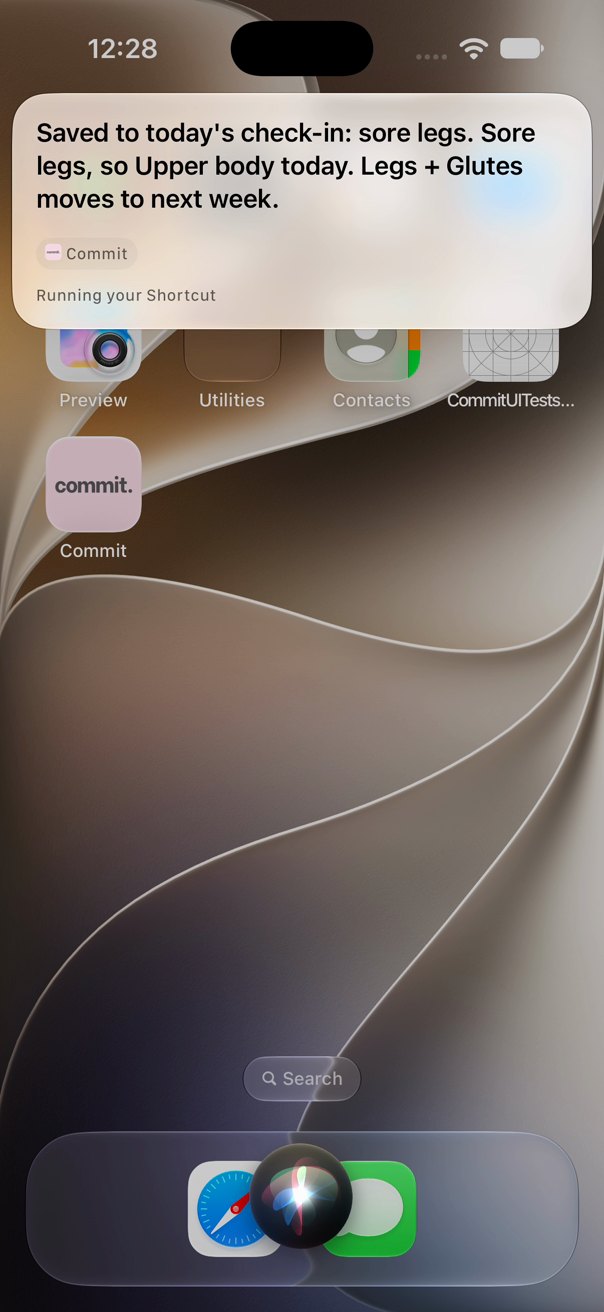 12:28
Saved to today's check-in: sore legs. Sore
legs, so Upper body today. Legs + Glutes
moves to next week.
Commit
Running your Shortcut
Preview
Utilities
Contacts
CommitUITests...
commit.
Commit
Search